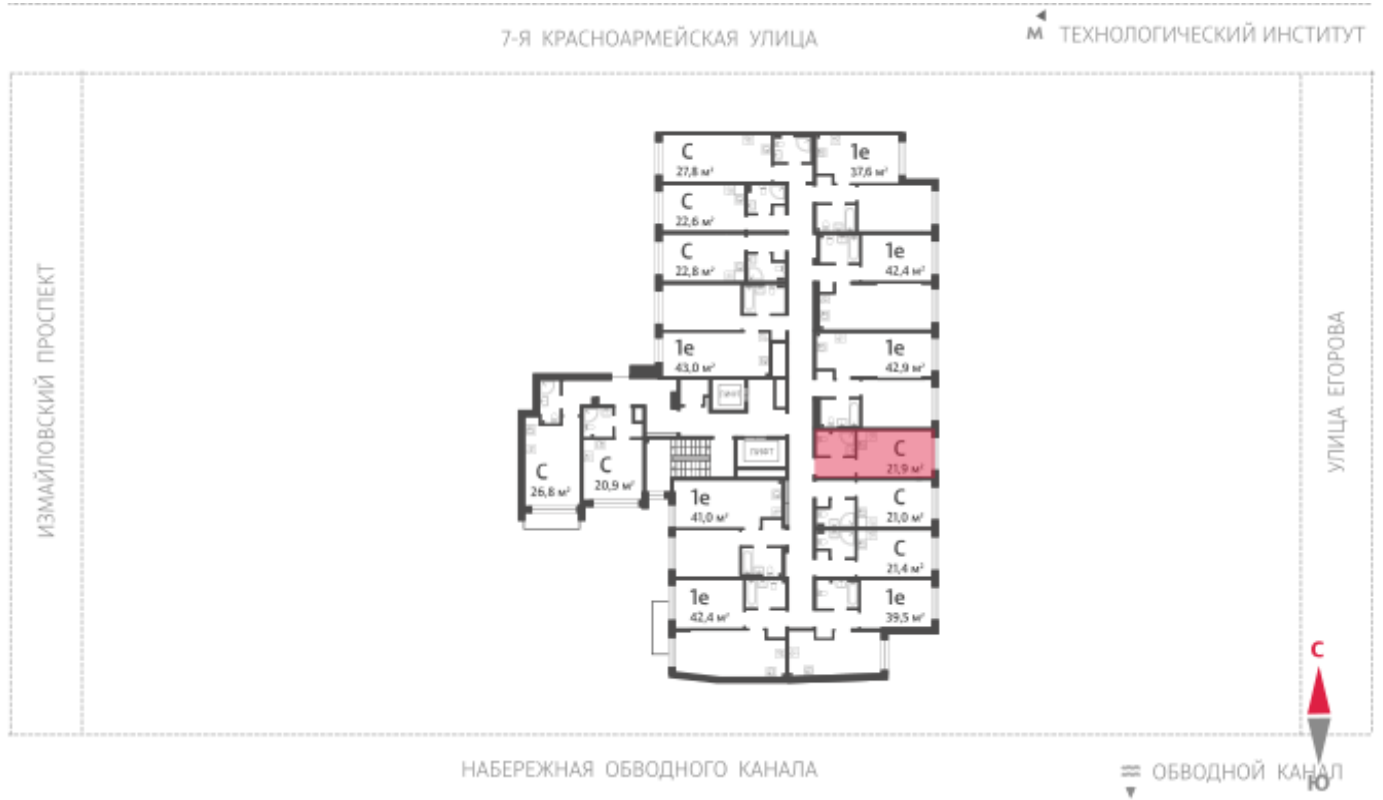 7-Я КРАСНОАРМЕЙСКАЯ УЛИЦА
М ТЕХНОЛОГИЧЕСКИЙ ИНСТИТУТ
ИЗМАЙЛОВСКИЙ ПРОСПЕКТ
С
27,8 м²
1е
37,6 м²
С
22,6 м²
С
22,8 м²
1е
42,4 м²
1е
43,0 м²
1е
42,9 м²
ЛИФТ
ЛИФТ
С
26,8 м²
С
20,9 м²
С
21,9 м²
1е
41,0 м²
С
21,0 м²
С
21,4 м²
1е
42,4 м²
1е
39,5 м²
УЛИЦА ЕГОРОВА
С
Ю
НАБЕРЕЖНАЯ ОБВОДНОГО КАНАЛА
ОБВОДНОЙ КАНАЛ